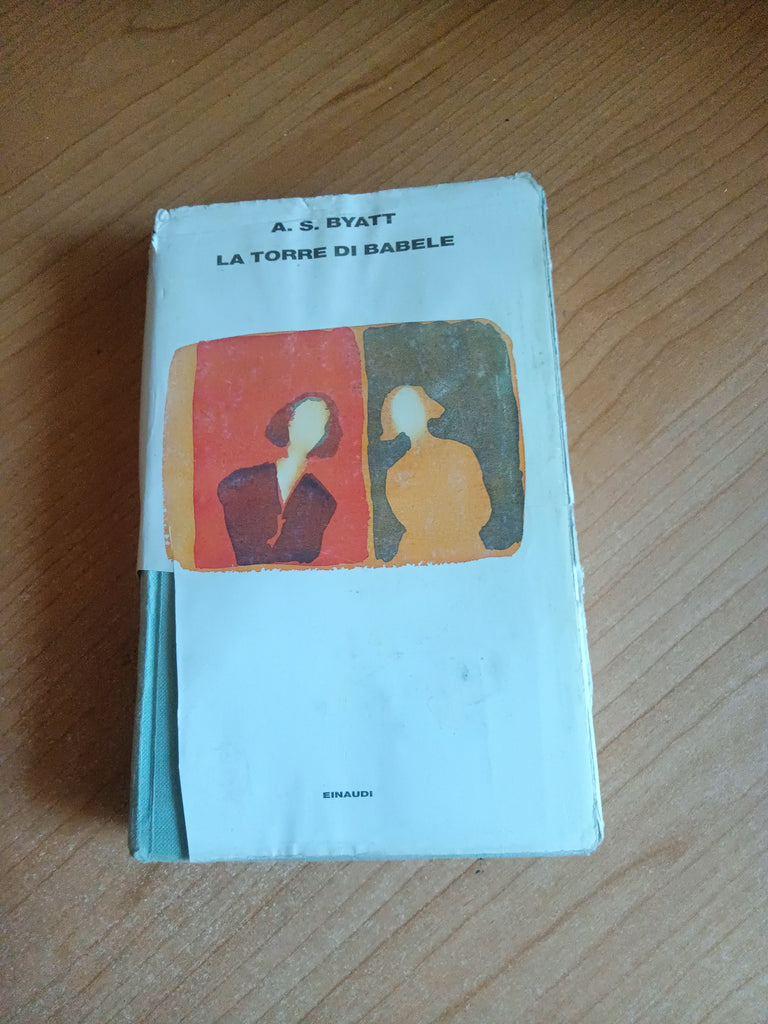 A. S. BYATT
LA TORRE DI BABELE
EINAUDI